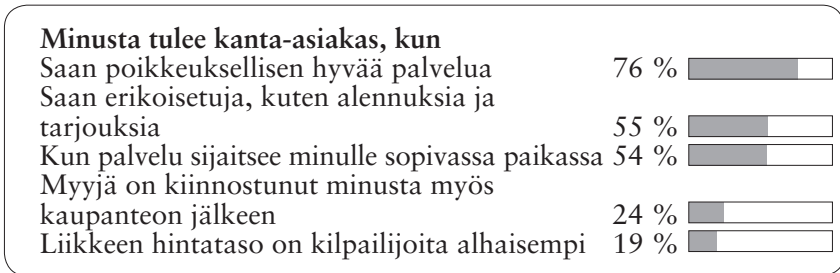 Minusta tulee kanta-asiakas, kun
Saan poikkeuksellisen hyvää palvelua 76 %
Saan erikoisetuja, kuten alennuksia ja
tarjouksia 55 %
Kun palvelu sijaitsee minulle sopivassa paikassa 54 %
Myyjä on kiinnostunut minusta myös
kaupanteon jälkeen 24 %
Liikkeen hintataso on kilpailijoita alhaisempi 19 %